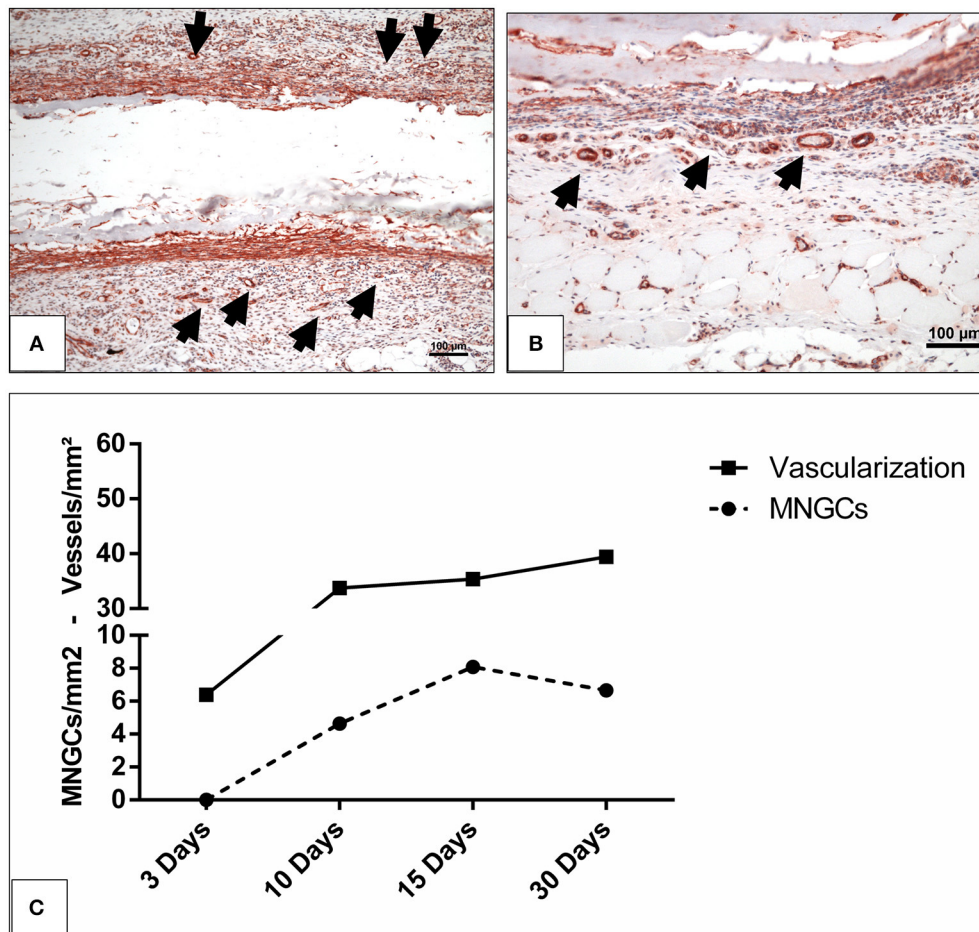 A
100 µm
B
100 µm
MNGCs/mm2 - Vessels/mm²
60
50
40
30
10
8
6
4
2
0
3 Days
10 Days
15 Days
30 Days
Vascularization
MNGCs
C